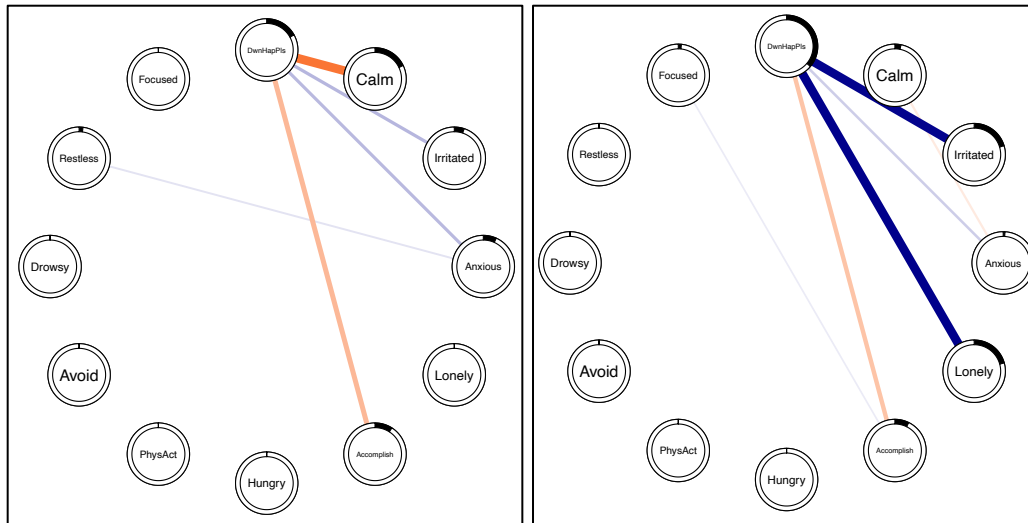 DwnHapPls
Calm
Focused
Irritated
Restless
Anxious
Drowsy
Lonely
Avoid
Accomplish
PhysAct
Hungry
DwnHapPls
Calm
Focused
Irritated
Restless
Anxious
Drowsy
Lonely
Avoid
Accomplish
PhysAct
Hungry